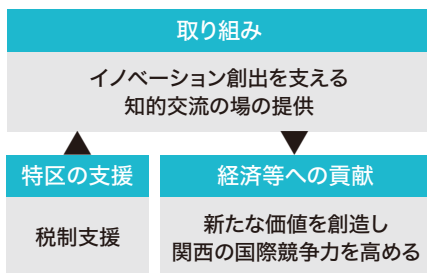 取り組み
イノベーション創出を支える
知的交流の場の提供
特区の支援
税制支援
経済等への貢献
新たな価値を創造し
関西の国際競争力を高める